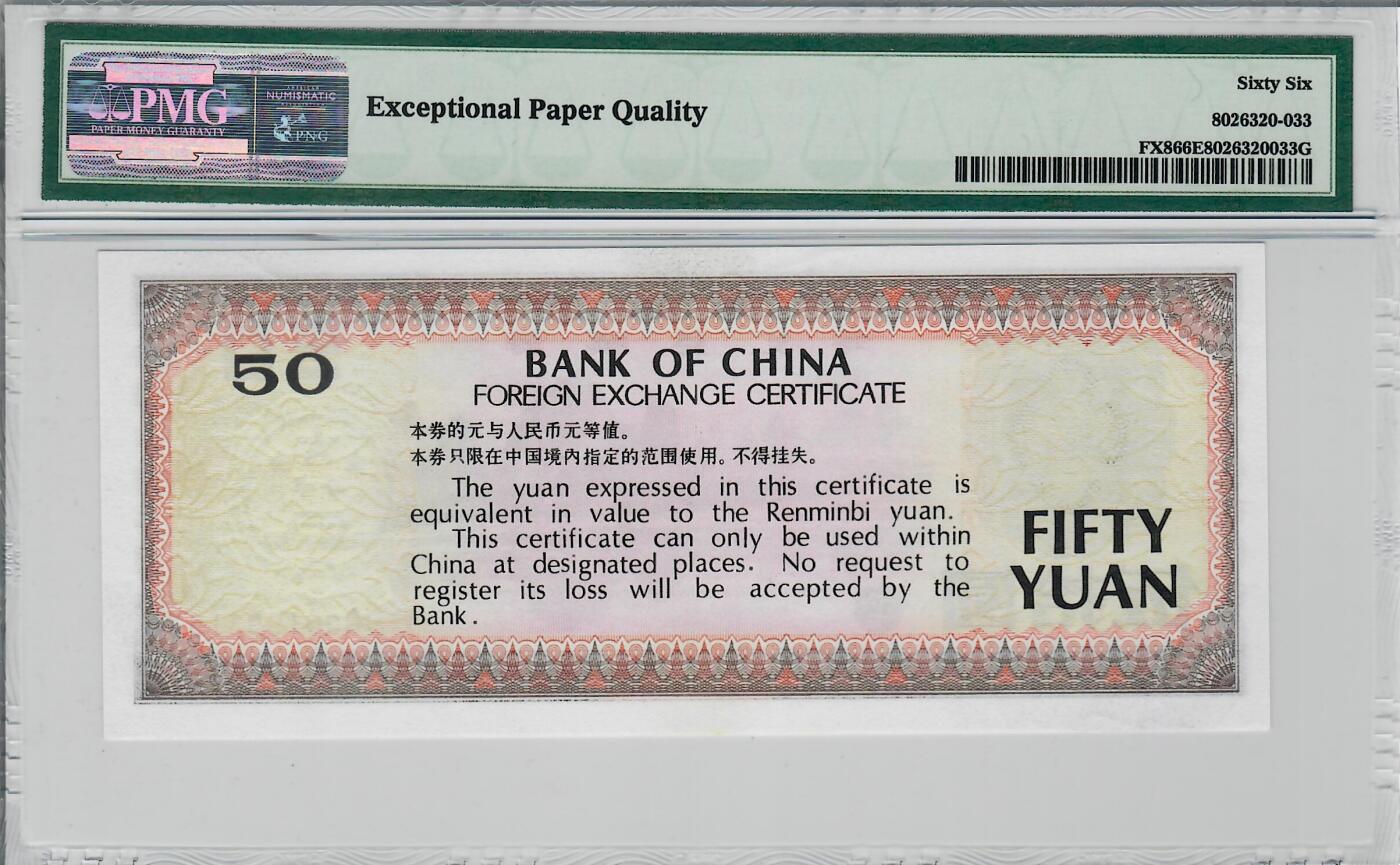 PMG
PAPER MONEY GUARANTY
NUMISMATIC
PNG
Exceptional Paper Quality
Sixty Six
8026320-033
FX866E8026320033G
50
BANK OF CHINA
FOREIGN EXCHANGE CERTIFICATE
本券的元与人民币元等值。
本券只限在中国境内指定的范围使用。不得挂失。
The yuan expressed in this certificate is
equivalent in value to the Renminbi yuan.
This certificate can only be used within
China at designated places. No request to
register its loss will be accepted by the
Bank.
FIFTY
YUAN